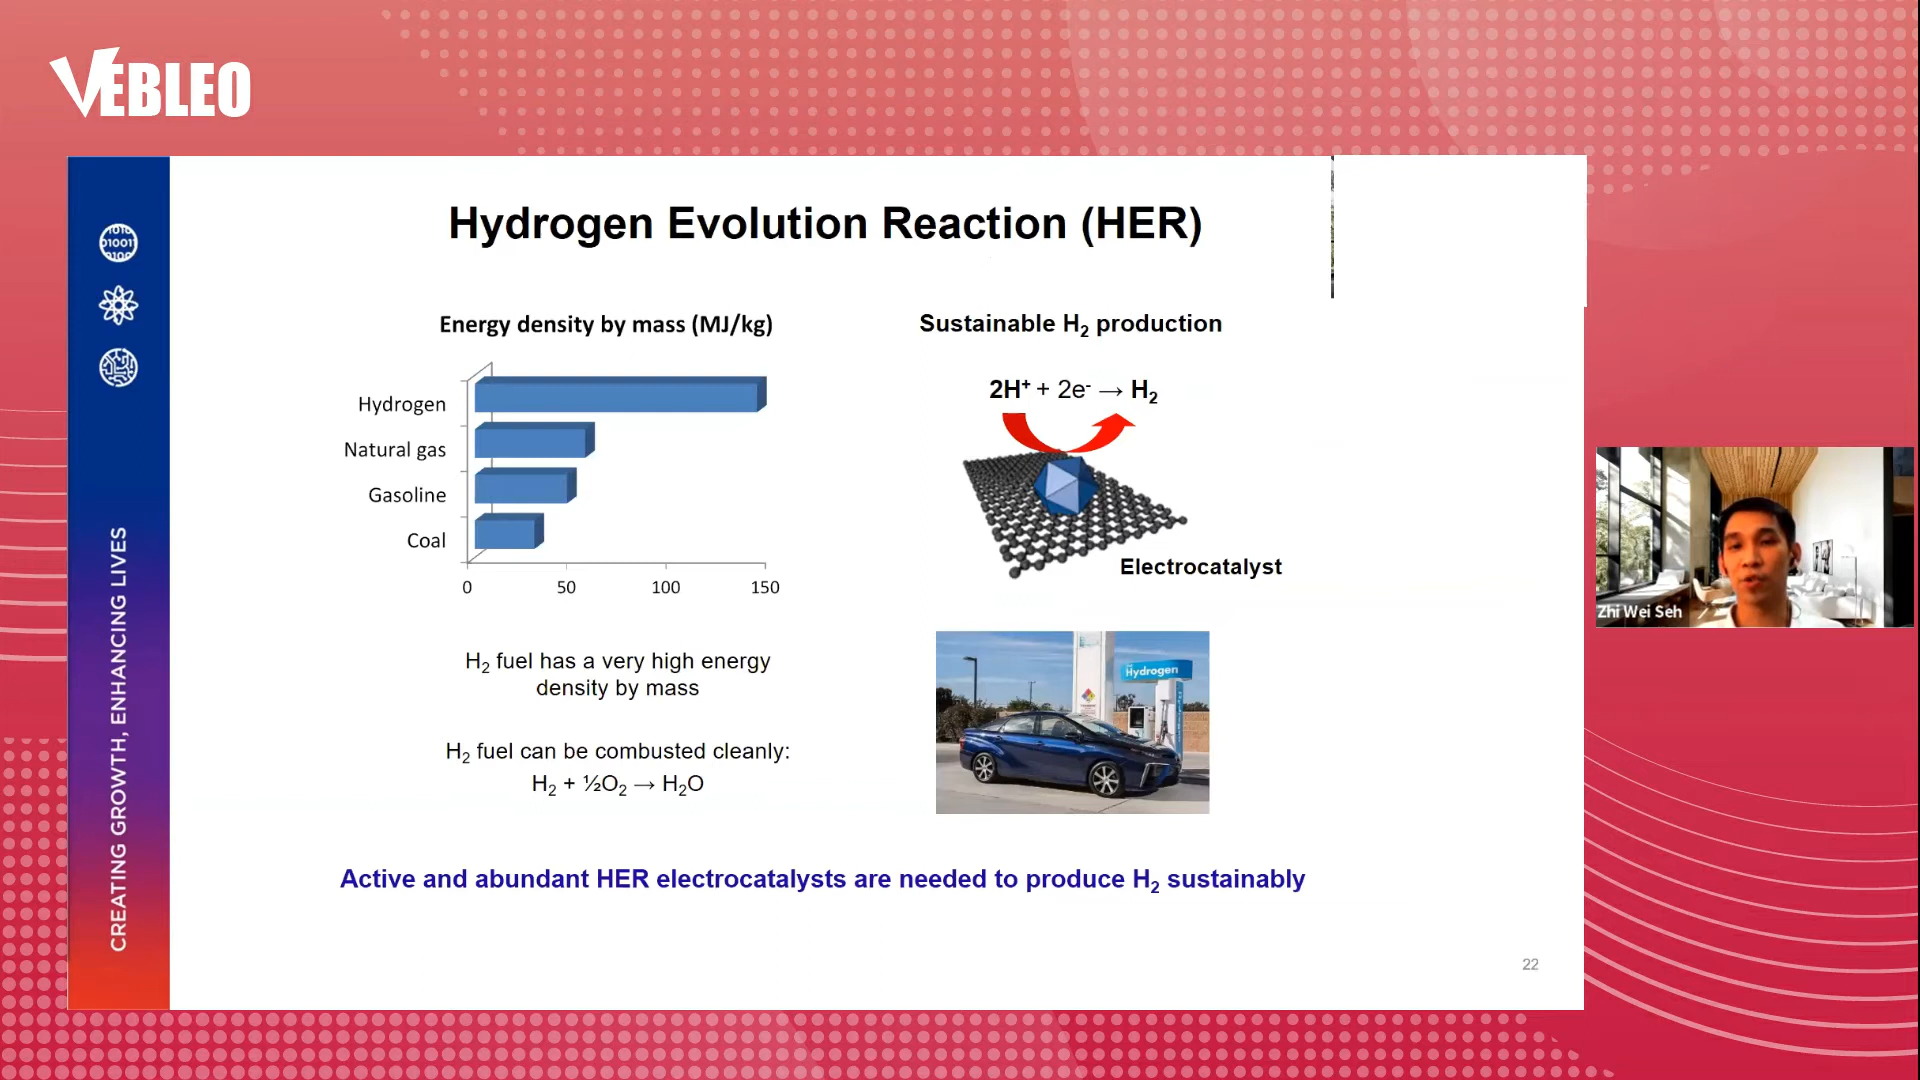 VEBLEO
1010
01001
0100
CREATING GROWTH, ENHANCING LIVES
Hydrogen Evolution Reaction (HER)
Energy density by mass (MJ/kg)
Hydrogen
Natural gas
Gasoline
Coal
0 50 100 150
H₂ fuel has a very high energy
density by mass
H₂ fuel can be combusted cleanly:
H₂ + ½O₂ → H₂O
Sustainable H₂ production
2H⁺ + 2e⁻ → H₂
Electrocatalyst
Hydrogen
Active and abundant HER electrocatalysts are needed to produce H₂ sustainably
22
Zhi Wei Seh